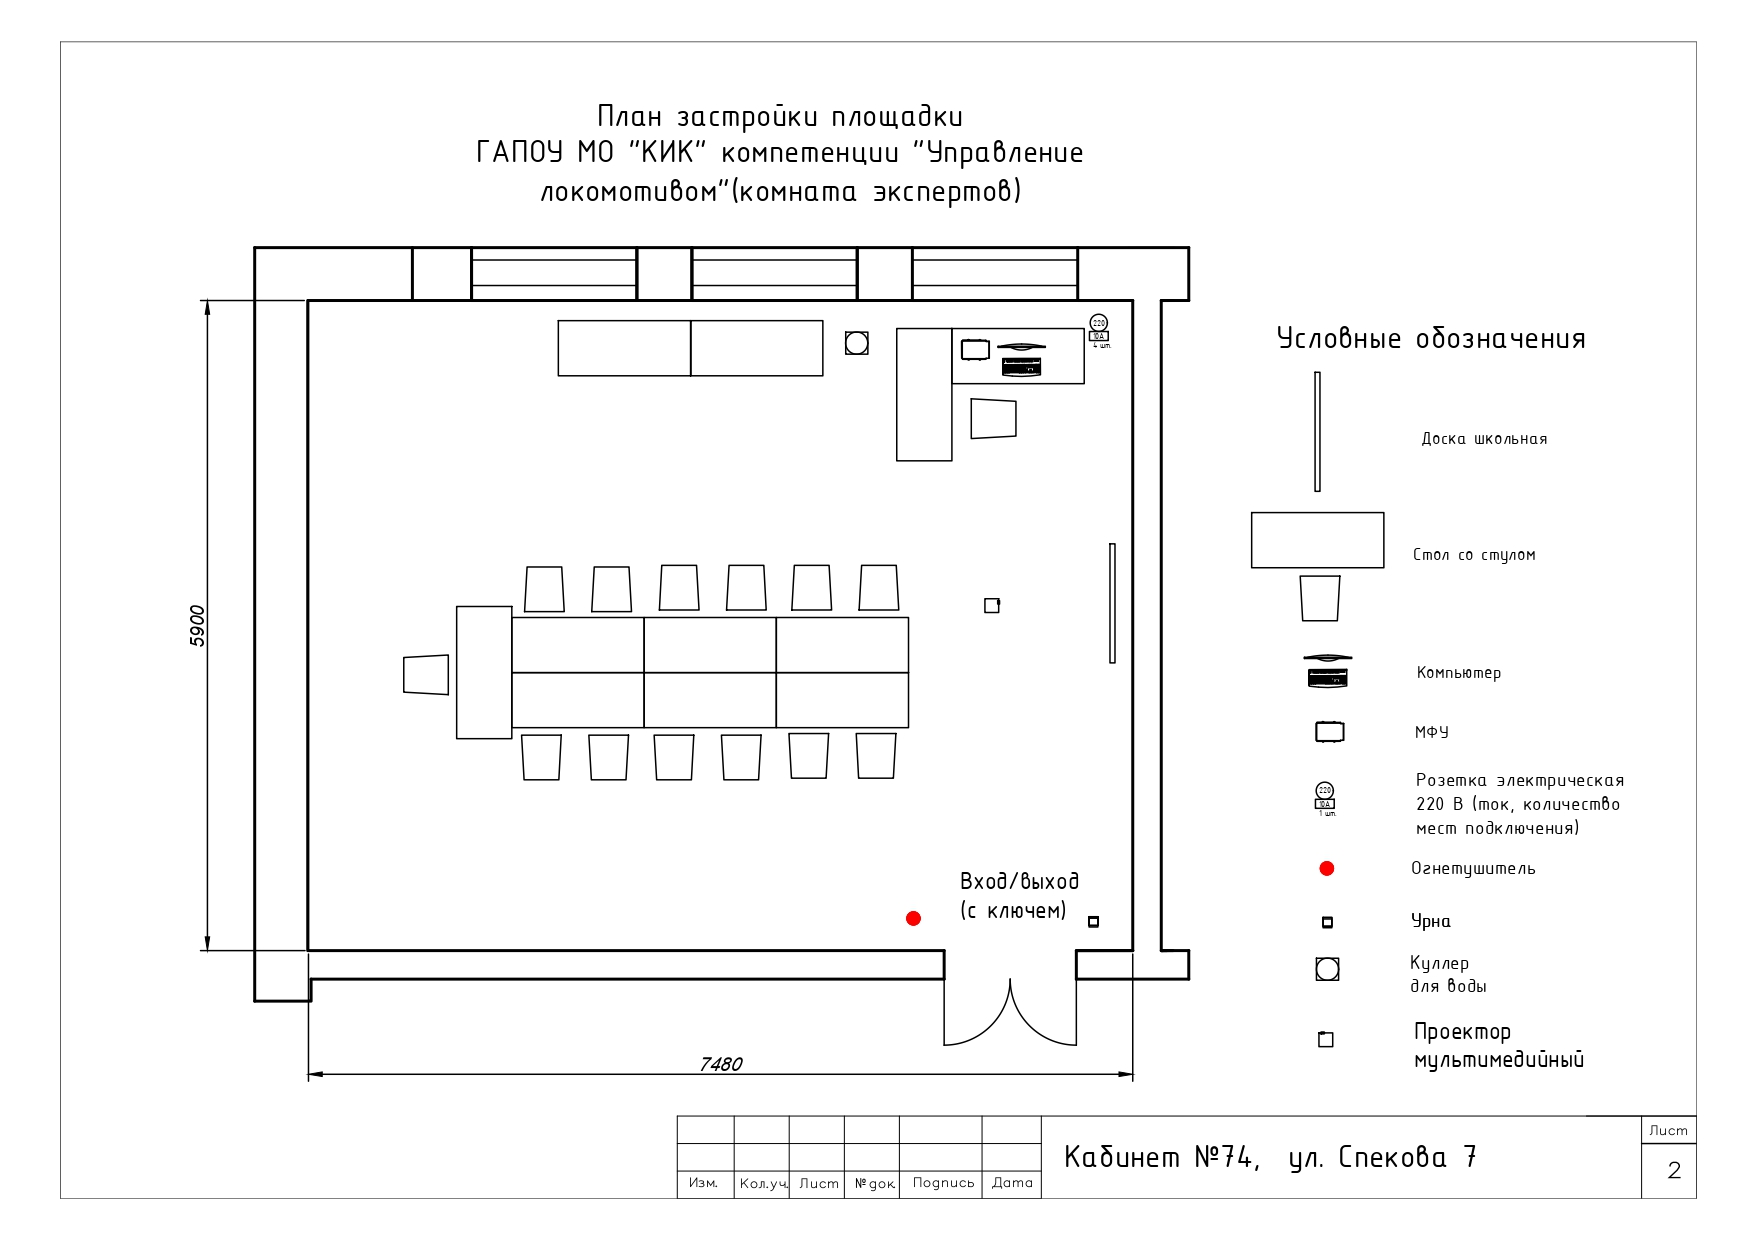 План застройки площадки
ГАПОУ МО "КИК" компетенции "Управление
локомотивом"(комната экспертов)
220
10А
4 шт.
5900
Вход/выход
(с ключем)
7480
Условные обозначения
Доска школьная
Стол со стулом
Компьютер
МФУ
220
10А
1 шт.
Розетка электрическая
220 В (ток, количество
мест подключения)
Огнетушитель
Урна
Куллер
для воды
Проектор
мультимедийный
Изм.
Кол.уч.
Лист
№ док.
Подпись
Дата
Кабинет №74, ул. Спекова 7
Лист
2